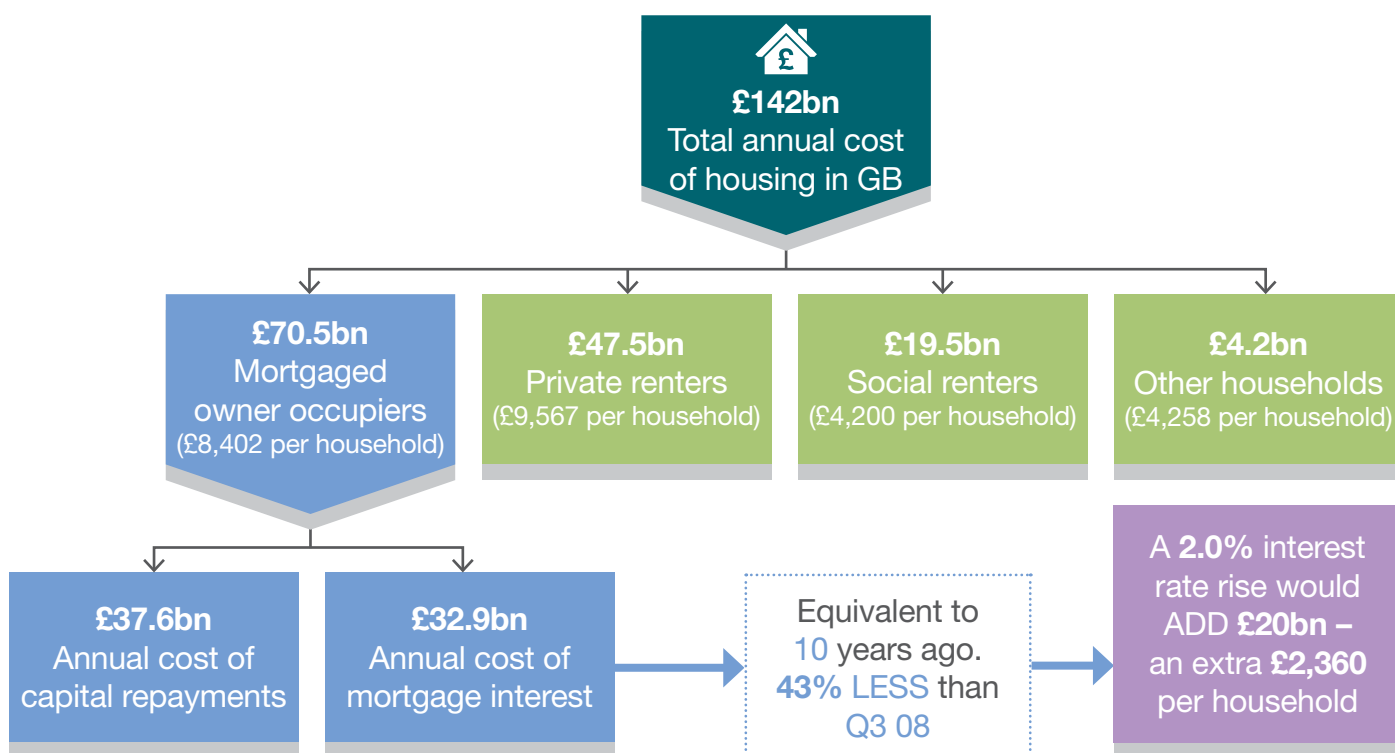 £
£142bn
Total annual cost
of housing in GB
£70.5bn
Mortgaged
owner occupiers
(£8,402 per household)
£47.5bn
Private renters
(£9,567 per household)
£19.5bn
Social renters
(£4,200 per household)
£4.2bn
Other households
(£4,258 per household)
£37.6bn
Annual cost of
capital repayments
£32.9bn
Annual cost of
mortgage interest
Equivalent to
10 years ago.
43% LESS than
Q3 08
A 2.0% interest
rate rise would
ADD £20bn –
an extra £2,360
per household